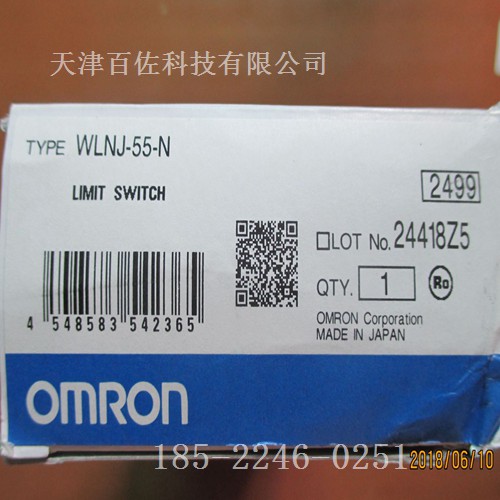 天津百佐科技有限公司
TYPE WLNJ-55-N
LIMIT SWITCH
2499
LOT No. 24418Z5
QTY. 1 Ro
4 548583 542365
OMRON Corporation
MADE IN JAPAN
OMRON
185-2246-0251
2018/06/10